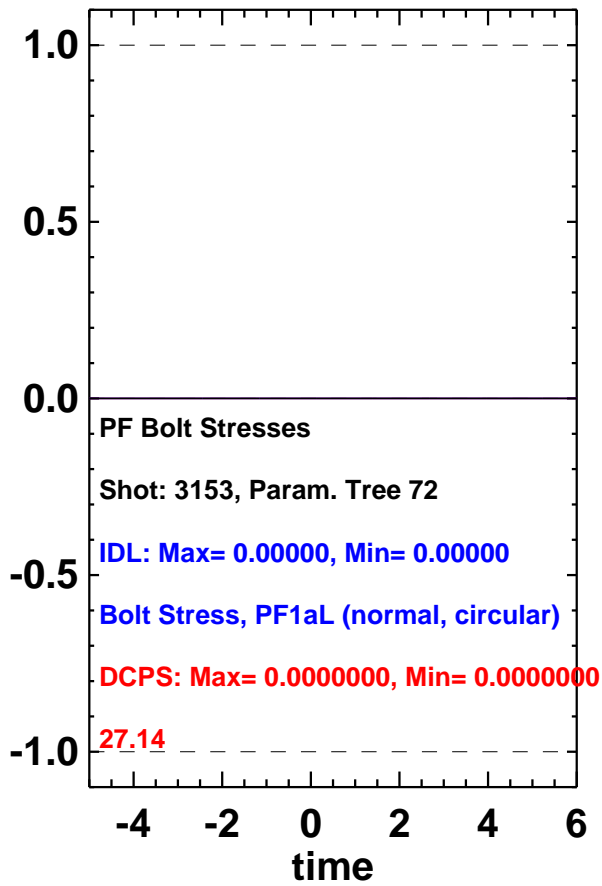 1.0
0.5
0.0
PF Bolt Stresses
Shot: 3153, Param. Tree 72
IDL: Max= 0.00000, Min= 0.00000
-0.5
Bolt Stress, PF1aL (normal, circular)
DCPS: Max= 0.0000000, Min= 0.0000000
27.14
-1.0
-4 -2 0 2 4 6
time